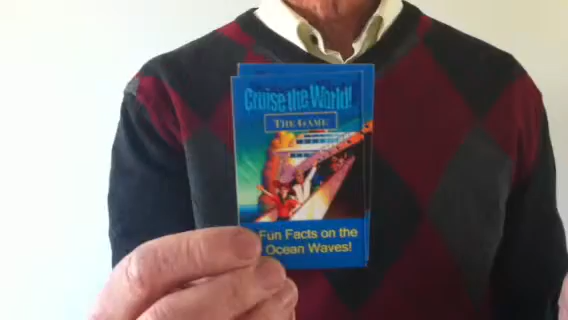 Cruise the World!
THE GAME
Fun Facts on the
Ocean Waves!